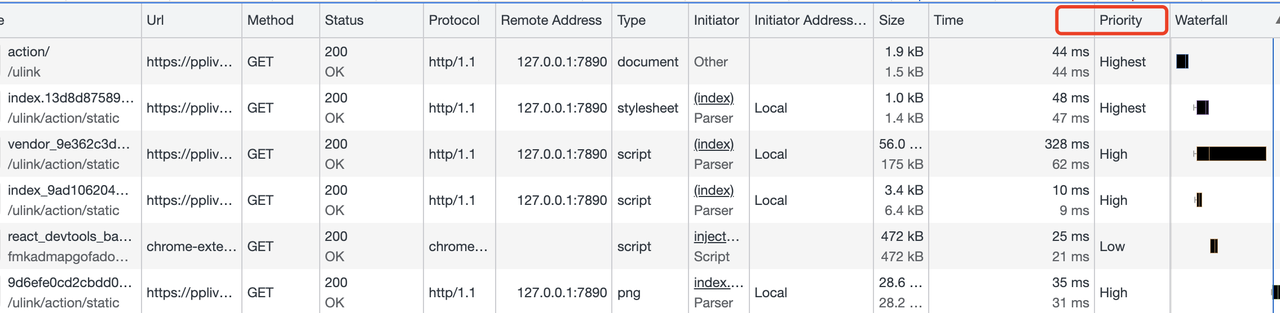 e Url Method Status Protocol Remote Address Type Initiator Initiator Address… Size Time Priority Waterfall
action/ 200 1.9 kB 44 ms
https://ppliv… GET http/1.1 127.0.0.1:7890 document Other Highest
/ulink OK 1.5 kB 44 ms
index.13d8d87589… 200 (index) 1.0 kB 48 ms
https://ppliv… GET http/1.1 127.0.0.1:7890 stylesheet Local Highest
/ulink/action/static OK Parser 1.4 kB 47 ms
vendor_9e362c3d… 200 (index) 56.0 … 328 ms
https://ppliv… GET http/1.1 127.0.0.1:7890 script Local High
/ulink/action/static OK Parser 175 kB 62 ms
index_9ad106204… 200 (index) 3.4 kB 10 ms
https://ppliv… GET http/1.1 127.0.0.1:7890 script Local High
/ulink/action/static OK Parser 6.4 kB 9 ms
react_devtools_ba… 200 inject… 472 kB 25 ms
chrome-exte… GET chrome… script Low
fmkadmapgofado… OK Script 472 kB 21 ms
9d6efe0cd2cbdd0… 200 index.… 28.6 … 35 ms
https://ppliv… GET http/1.1 127.0.0.1:7890 png Local High
/ulink/action/static OK Parser 28.2 … 31 ms